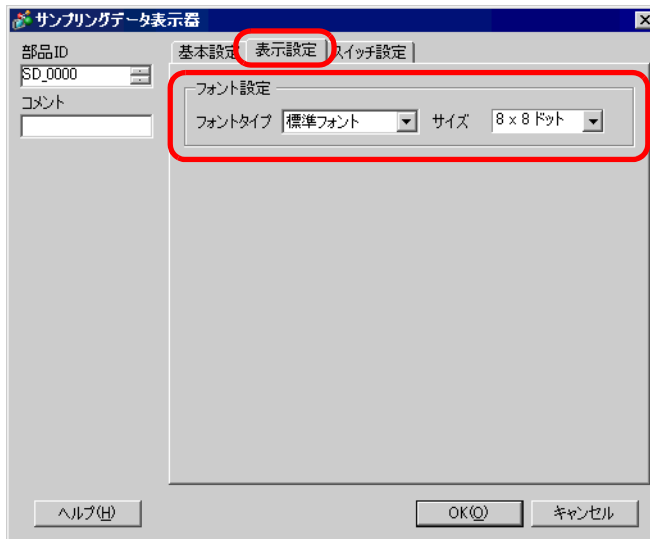 サンプリングデータ表示器
部品ID
SD_0000
コメント
基本設定 表示設定 スイッチ設定
フォント設定
フォントタイプ 標準フォント サイズ 8 x 8 ドット
ヘルプ(H) OK(O) キャンセル